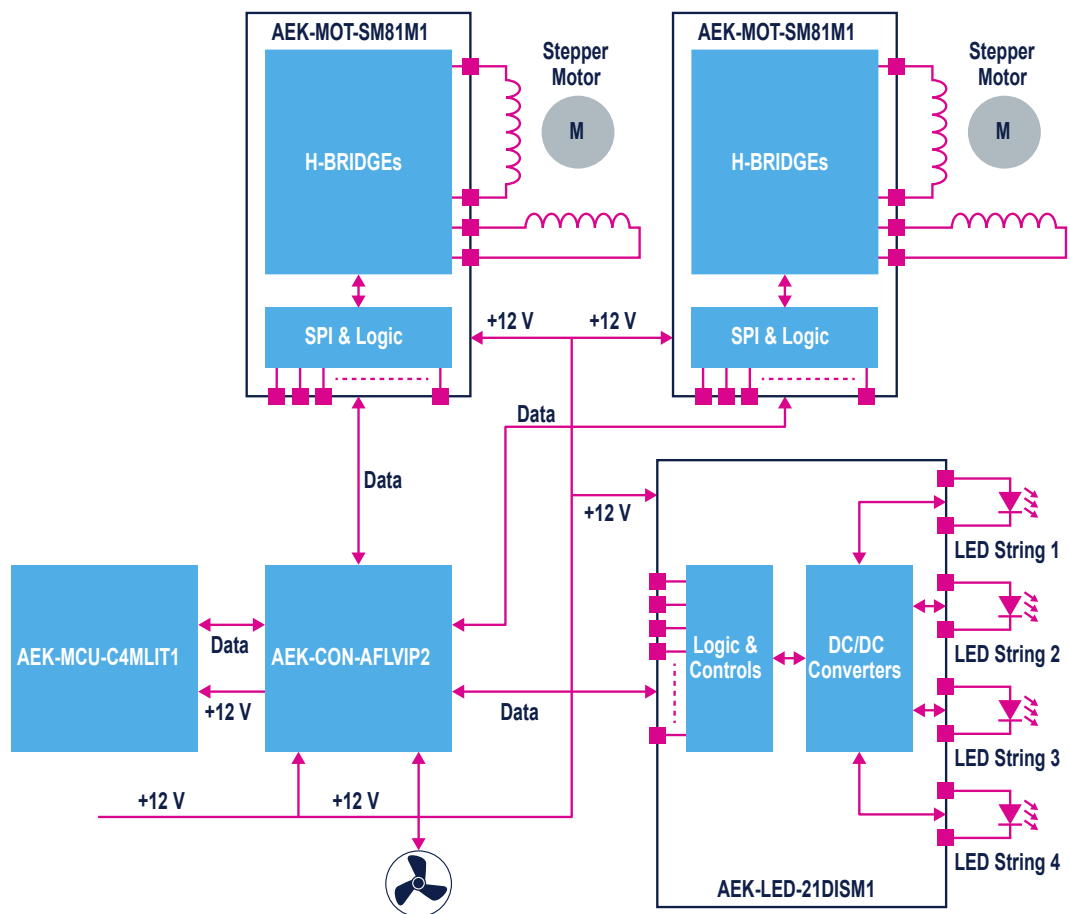 AEK-MOT-SM81M1
H-BRIDGEs
Stepper
Motor
M
SPI & Logic
AEK-MOT-SM81M1
H-BRIDGEs
Stepper
Motor
M
SPI & Logic
+12 V
+12 V
Data
Data
+12 V
AEK-MCU-C4MLIT1
Data
+12 V
AEK-CON-AFLVIP2
Data
+12 V
+12 V
Logic &
Controls
DC/DC
Converters
LED String 1
LED String 2
LED String 3
LED String 4
AEK-LED-21DISM1